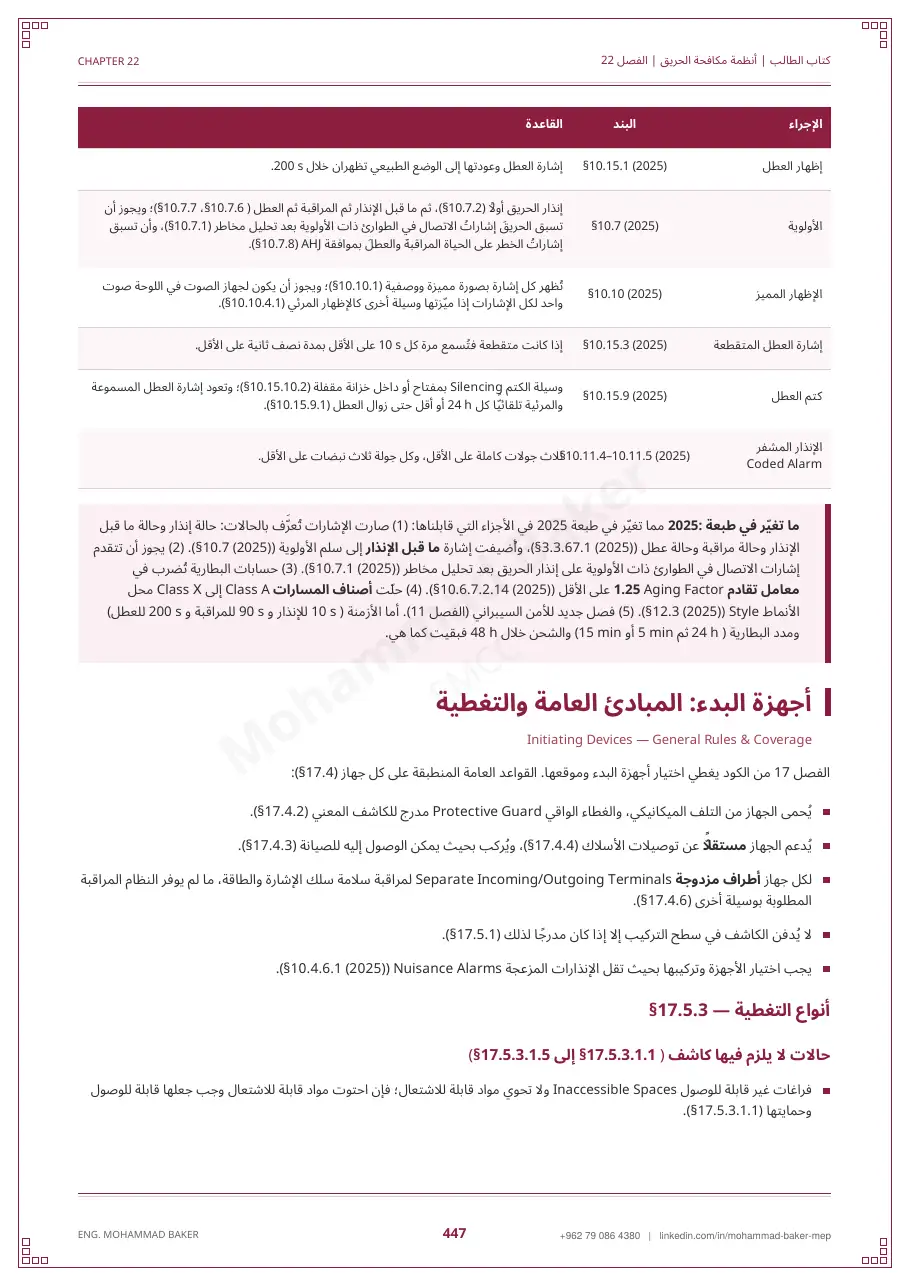 كتاب الطالب | أنظمة مكافحة الحريق | الفصل 22
CHAPTER 22
الإجراء البند القاعدة
إظهار العطل §10.15.1 (2025) إشارة العطل وعودتها إلى الوضع الطبيعي تظهران خلال 200 s.
الأولوية §10.7 (2025) إنذار الحريق أولًا (§10.7.2)، ثم ما قبل الإنذار ثم المراقبة ثم العطل (§10.7.6، §10.7.7)؛ ويجوز أن
تسبق الحريقَ إشاراتُ الاتصال في الطوارئ ذات الأولوية بعد تحليل مخاطر (§10.7.1)، وأن تسبق
إشاراتُ الخطر على الحياة المراقبةَ والعطلَ بموافقة AHJ (§10.7.8).
الإظهار المميز §10.10 (2025) تُظهر كل إشارة بصورة مميزة ووصفية (§10.10.1)؛ ويجوز أن يكون لجهاز الصوت في اللوحة صوت
واحد لكل الإشارات إذا ميّزتها وسيلة أخرى كالإظهار المرئي (§10.10.4.1).
إشارة العطل المتقطعة §10.15.3 (2025) إذا كانت متقطعة فتُسمع مرة كل 10 s على الأقل بمدة نصف ثانية على الأقل.
كتم العطل §10.15.9 (2025) وسيلة الكتم Silencing بمفتاح أو داخل خزانة مقفلة (§10.15.10.2)؛ وتعود إشارة العطل المسموعة
والمرئية تلقائيًا كل 24 h أو أقل حتى زوال العطل (§10.15.9.1).
الإنذار المشفر
Coded Alarm §10.11.4–10.11.5 (2025) ثلاث جولات كاملة على الأقل، وكل جولة ثلاث نبضات على الأقل.
ما تغيّر في طبعة 2025: مما تغيّر في طبعة 2025 في الأجزاء التي قابلناها: (1) صارت الإشارات تُعرَّف بالحالات: حالة إنذار وحالة ما قبل
الإنذار وحالة مراقبة وحالة عطل (§3.3.67.1 (2025))، وأضيفت إشارة ما قبل الإنذار إلى سلم الأولوية (§10.7 (2025)). (2) يجوز أن تتقدم
إشارات الاتصال في الطوارئ ذات الأولوية على إنذار الحريق بعد تحليل مخاطر (§10.7.1 (2025)). (3) حسابات البطارية تُضرب في
معامل تقادم Aging Factor 1.25 على الأقل (§10.6.7.2.14 (2025)). (4) حلّت أصناف المسارات Class A إلى Class X محل
الأنماط Style (§12.3 (2025)). (5) فصل جديد للأمن السيبراني (الفصل 11). أما الأزمنة (10 s للإنذار و 90 s للمراقبة و 200 s للعطل)
ومدد البطارية (24 h ثم 5 min أو 15 min) والشحن خلال 48 h فبقيت كما هي.
أجهزة البدء: المبادئ العامة والتغطية
Initiating Devices — General Rules & Coverage
الفصل 17 من الكود يغطي اختيار أجهزة البدء وموقعها. القواعد العامة المنطبقة على كل جهاز (§17.4):
▪ يُحمى الجهاز من التلف الميكانيكي، والغطاء الواقي Protective Guard مدرج للكاشف المعني (§17.4.2).
▪ يُدعم الجهاز مستقلًا عن توصيلات الأسلاك (§17.4.4)، ويُركب بحيث يمكن الوصول إليه للصيانة (§17.4.3).
▪ لكل جهاز أطراف مزدوجة Separate Incoming/Outgoing Terminals لمراقبة سلامة سلك الإشارة والطاقة، ما لم يوفر النظام المراقبة
المطلوبة بوسيلة أخرى (§17.4.6).
▪ لا يُدفن الكاشف في سطح التركيب إلا إذا كان مدرجًا لذلك (§17.5.1).
▪ يجب اختيار الأجهزة وتركيبها بحيث تقل الإنذارات المزعجة Nuisance Alarms (§10.4.6.1 (2025)).
أنواع التغطية — §17.5.3
حالات لا يلزم فيها كاشف (§17.5.3.1.1 إلى §17.5.3.1.5)
▪ فراغات غير قابلة للوصول Inaccessible Spaces ولا تحوي مواد قابلة للاشتعال؛ فإن احتوت مواد قابلة للاشتعال وجب جعلها قابلة للوصول
وحمايتها (§17.5.3.1.1).
Mohammad Baker
SMCC
ENG. MOHAMMAD BAKER
447
+962 79 086 4380 | linkedin.com/in/mohammad-baker-mep